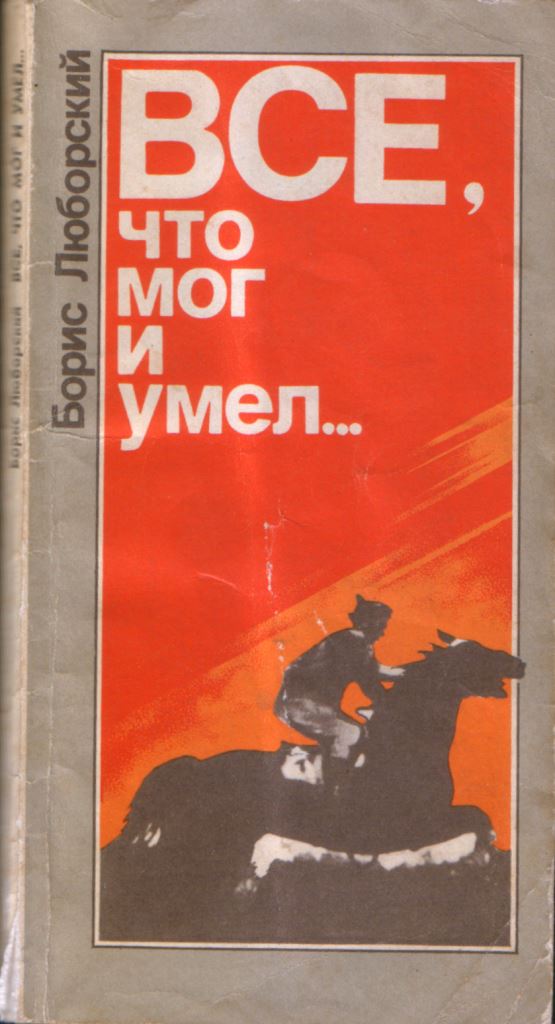 Борис Люборский ВСЕ, ЧТО МОГ И УМЕЛ...
Борис Люборский
ВСЕ,
что
мог
и
умел...